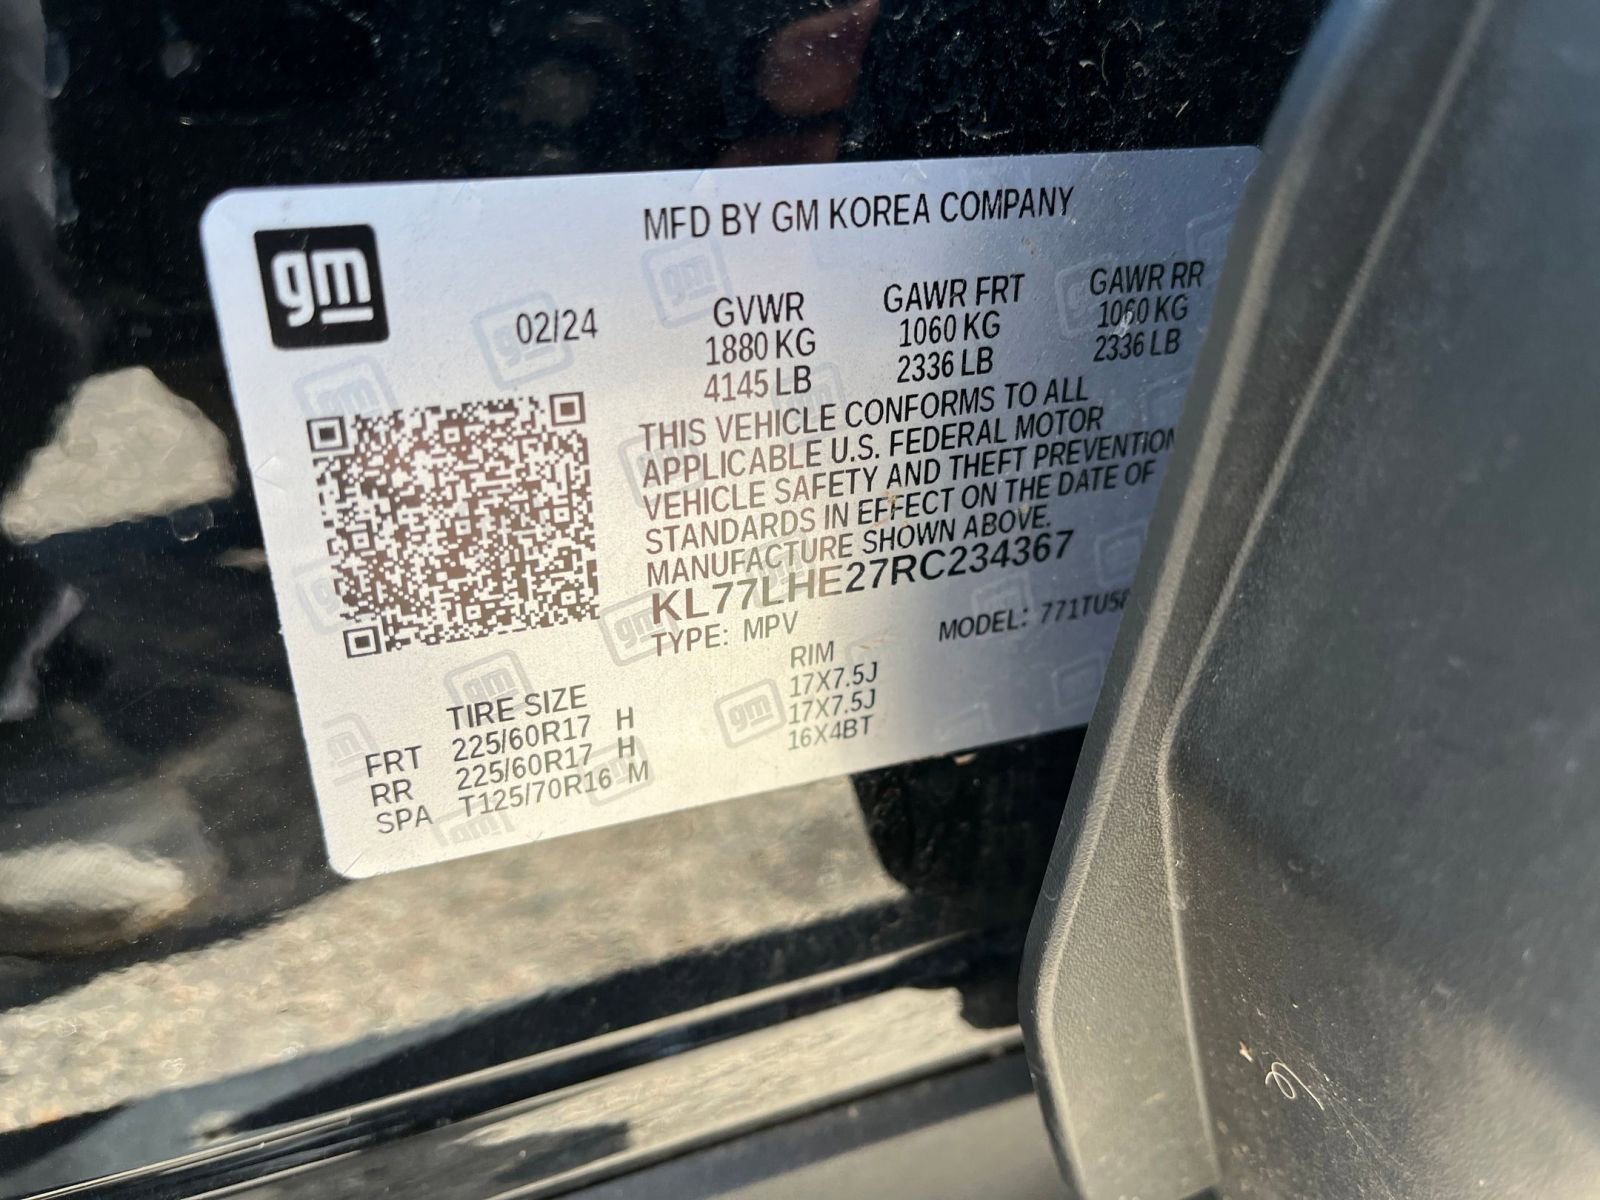 MFD BY GM KOREA COMPANY
gm
02/24
GVWR GAWR FRT GAWR RR
1880 KG 1060 KG 1060 KG
4145 LB 2336 LB 2336 LB
THIS VEHICLE CONFORMS TO ALL
APPLICABLE U.S. FEDERAL MOTOR
VEHICLE SAFETY AND THEFT PREVENTION
STANDARDS IN EFFECT ON THE DATE OF
MANUFACTURE SHOWN ABOVE.
KL77LHE27RC234367
TYPE: MPV MODEL:
TIRE SIZE RIM
FRT 225/60R17 H 17X7.5J
RR 225/60R17 H 17X7.5J
SPA T125/70R16 M 16X4BT